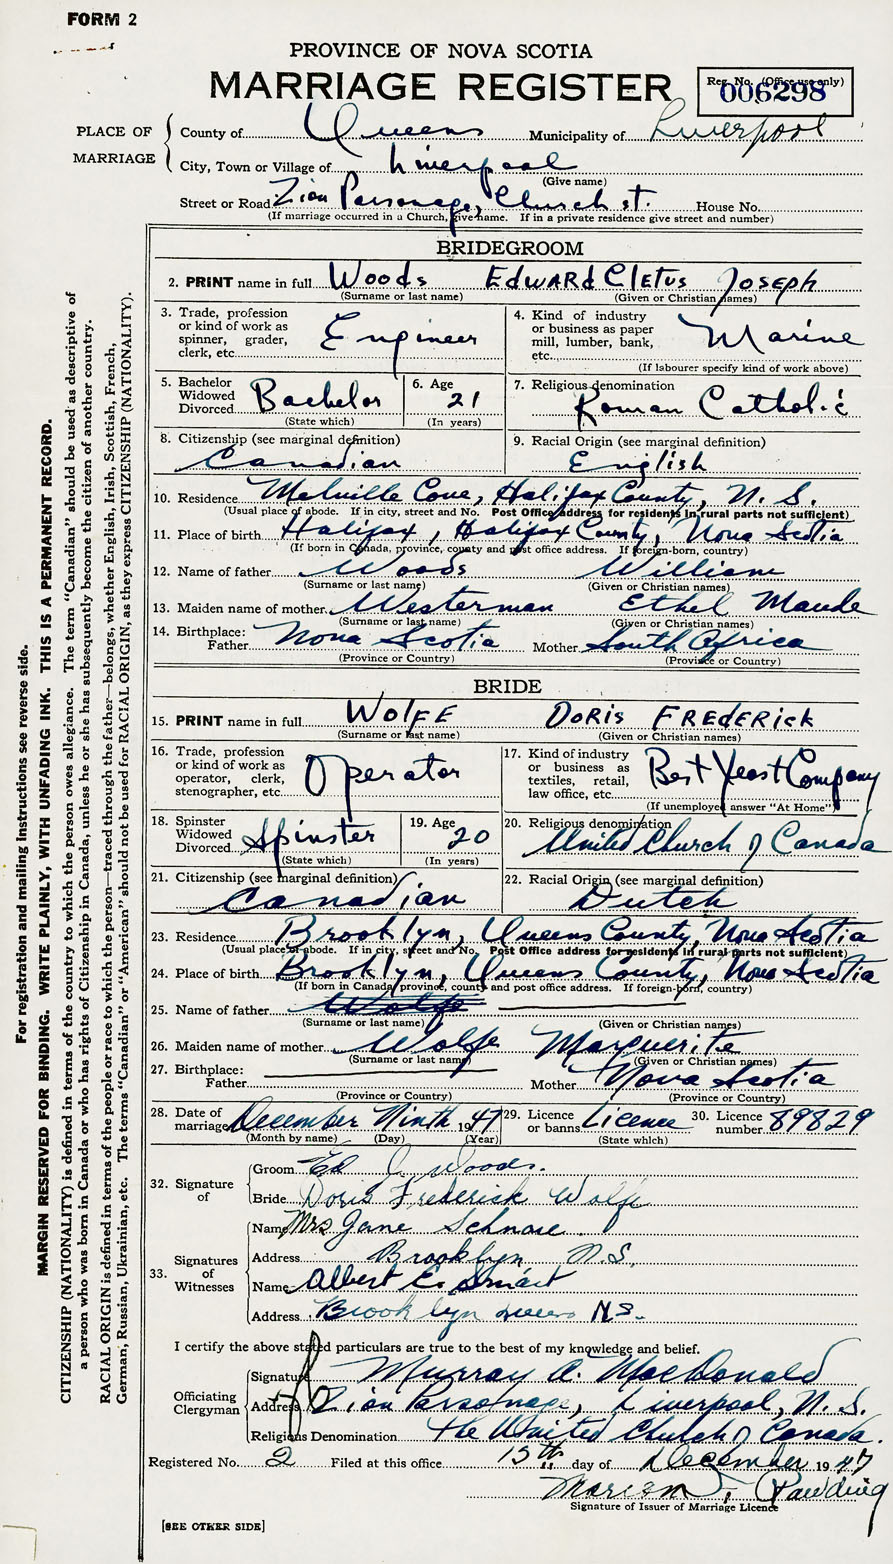 FORM 2
PROVINCE OF NOVA SCOTIA
MARRIAGE REGISTER
Reg. No. (Office use only)
006298
PLACE OF MARRIAGE
County of Queens Municipality of Liverpool
City, Town or Village of Liverpool
(Give name)
Street or Road Zion Parsonage, Church st. House No.
(If marriage occurred in a Church, give name. If in a private residence give street and number)
BRIDEGROOM
2. PRINT name in full Woods Edward Cletus Joseph
(Surname or last name) (Given or Christian names)
3. Trade, profession or kind of work as spinner, grader, clerk, etc. Engineer
4. Kind of industry or business as paper mill, lumber, bank, etc. Marine
(If labourer specify kind of work above)
5. Bachelor Widowed Divorced Bachelor
(State which)
6. Age 21
(In years)
7. Religious denomination
Roman Catholic
8. Citizenship (see marginal definition)
Canadian
9. Racial Origin (see marginal definition)
English
10. Residence Melville Cove, Halifax County, N. S.
(Usual place of abode. If in city, street and No. Post Office address for residents in rural parts not sufficient)
11. Place of birth Halifax, Halifax County, Nova Scotia
(If born in Canada, province, county and post office address. If foreign-born, country)
12. Name of father Woods William
(Surname or last name) (Given or Christian names)
13. Maiden name of mother Westerman Ethel Maude
(Surname or last name) (Given or Christian names)
14. Birthplace:
Father Nova Scotia Mother South Africa
(Province or Country) (Province or Country)
BRIDE
15. PRINT name in full WOLFE DORIS FREDERICK
(Surname or last name) (Given or Christian names)
16. Trade, profession or kind of work as operator, clerk, stenographer, etc. Operator
17. Kind of industry or business as textiles, retail, law office, etc. Best Yeast Company
(If unemployed answer "At Home")
18. Spinster Widowed Divorced Spinster
(State which)
19. Age 20
(In years)
20. Religious denomination
United Church of Canada
21. Citizenship (see marginal definition)
Canadian
22. Racial Origin (see marginal definition)
Dutch
23. Residence Brooklyn, Queens County, Nova Scotia
(Usual place of abode. If in city, street and No. Post Office address for residents in rural parts not sufficient)
24. Place of birth Brooklyn, Queens County, Nova Scotia
(If born in Canada, province, county and post office address. If foreign-born, country)
25. Name of father Wolfe
(Surname or last name) (Given or Christian names)
26. Maiden name of mother Wolfe Marguerite
(Surname or last name) (Given or Christian names)
27. Birthplace:
Father Mother Nova Scotia
(Province or Country) (Province or Country)
28. Date of marriage December Ninth 1947
(Month by name) (Day) (Year)
29. Licence or banns Licence
(State which)
30. Licence number 89829
32. Signature of
Groom Ed J. Woods.
Bride Doris Frederick Wolfe
33. Signatures of Witnesses
Name Mrs Jane Schnare.
Address Brooklyn, N.S.
Name Albert E. Smart
Address Brooklyn Queens N.S.
I certify the above stated particulars are true to the best of my knowledge and belief.
Officiating Clergyman
Signature Murray A. MacDonald
Address Zion Parsonage, Liverpool, N. S.
Religious Denomination The United Church of Canada.
Registered No. 2 Filed at this office 15th day of December 1947
Signature of Issuer of Marriage Licence
[SEE OTHER SIDE]
For registration and mailing instructions see reverse side.
MARGIN RESERVED FOR BINDING. WRITE PLAINLY, WITH UNFADING INK. THIS IS A PERMANENT RECORD.
CITIZENSHIP (NATIONALITY) is defined in terms of the country to which the person owes allegiance. The term "Canadian" should be used as descriptive of
a person who was born in Canada or who has rights of Citizenship in Canada, unless he or she has subsequently become the citizen of another country.
RACIAL ORIGIN is defined in terms of the people or race to which the person—traced through the father—belongs, whether English, Irish, Scottish, French,
German, Russian, Ukrainian, etc. The terms "Canadian" or "American" should not be used for RACIAL ORIGIN, as they express CITIZENSHIP (NATIONALITY).